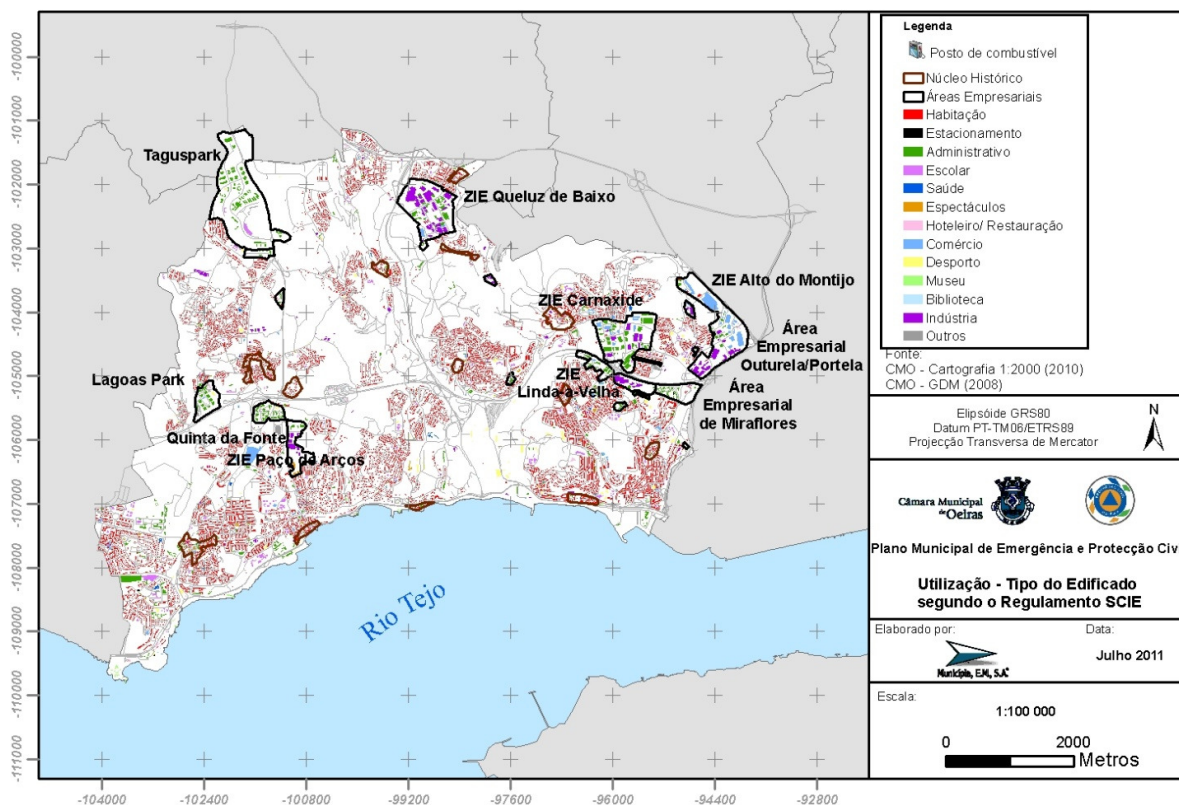 -100000
-101000
-102000
-103000
-104000
-105000
-106000
-107000
-108000
-109000
-110000
-111000
Taguspark
ZIE Queluz de Baixo
ZIE Alto do Montijo
ZIE Carnaxide
Área
Empresarial
Outurela/Portela
ZIE
Linda-a-Velha
Área
Empresarial
de Miraflores
Lagoas Park
Quinta da Fonte
ZIE Paço de Arços
Rio Tejo
-104000
-102400
-100800
-99200
-97600
-96000
-94400
-92800
Legenda
Posto de combustível
Núcleo Histórico
Áreas Empresariais
Habitação
Estacionamento
Administrativo
Escolar
Saúde
Espectáculos
Hoteleiro/ Restauração
Comércio
Desporto
Museu
Biblioteca
Indústria
Outros
Fonte:
CMO - Cartografia 1:2000 (2010)
CMO - GDM (2008)
Elipsóide GRS80
Datum PT-TM06/ETRS89
Projecção Transversa de Mercator
N
Câmara Municipal
de Oeiras
Plano Municipal de Emergência e Protecção Civ
Utilização - Tipo do Edificado
segundo o Regulamento SCIE
Elaborado por:
Municípia, E.M., S.A.
Data:
Julho 2011
Escala:
1:100 000
0 2000
Metros